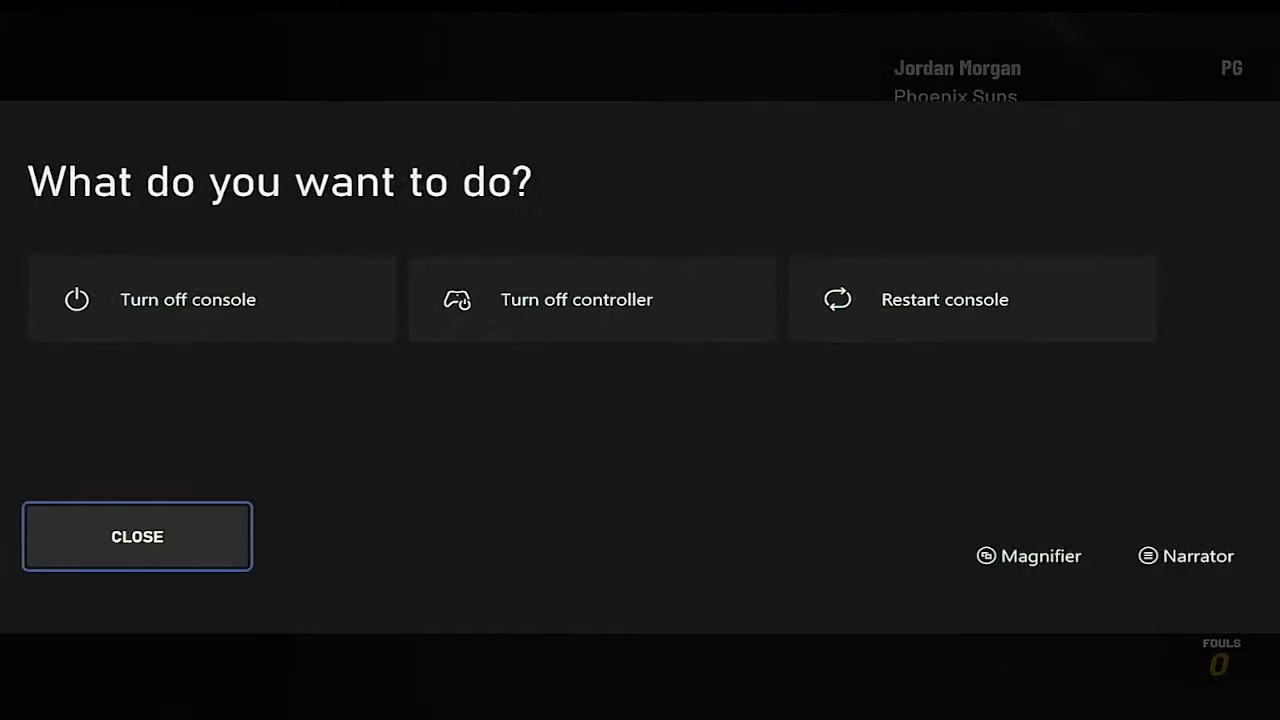 Jordan Morgan PG
Phoenix Suns
What do you want to do?
Turn off console
Turn off controller
Restart console
CLOSE
Magnifier
Narrator
FOULS
0